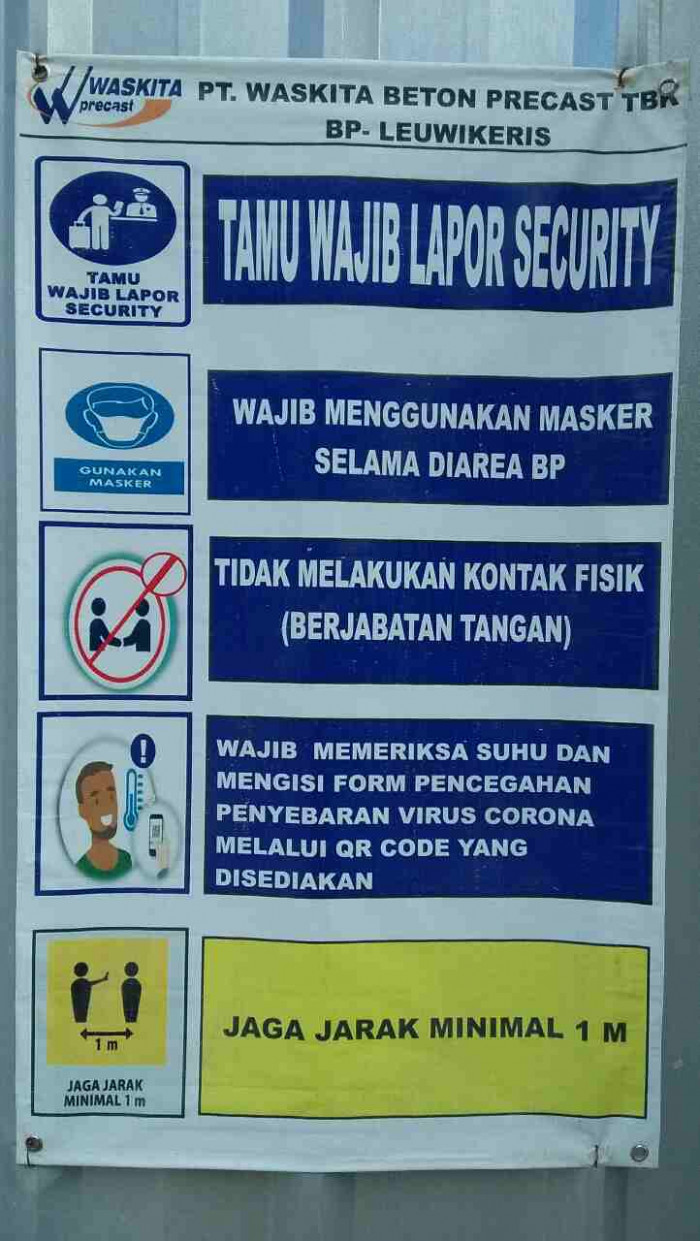 WASKITA
precast
PT. WASKITA BETON PRECAST TBK
BP- LEUWIKERIS
TAMU
WAJIB LAPOR
SECURITY
TAMU WAJIB LAPOR SECURITY
GUNAKAN
MASKER
WAJIB MENGGUNAKAN MASKER
SELAMA DIAREA BP
TIDAK MELAKUKAN KONTAK FISIK
(BERJABATAN TANGAN)
!
WAJIB MEMERIKSA SUHU DAN
MENGISI FORM PENCEGAHAN
PENYEBARAN VIRUS CORONA
MELALUI QR CODE YANG
DISEDIAKAN
1 m
JAGA JARAK
MINIMAL 1 m
JAGA JARAK MINIMAL 1 M